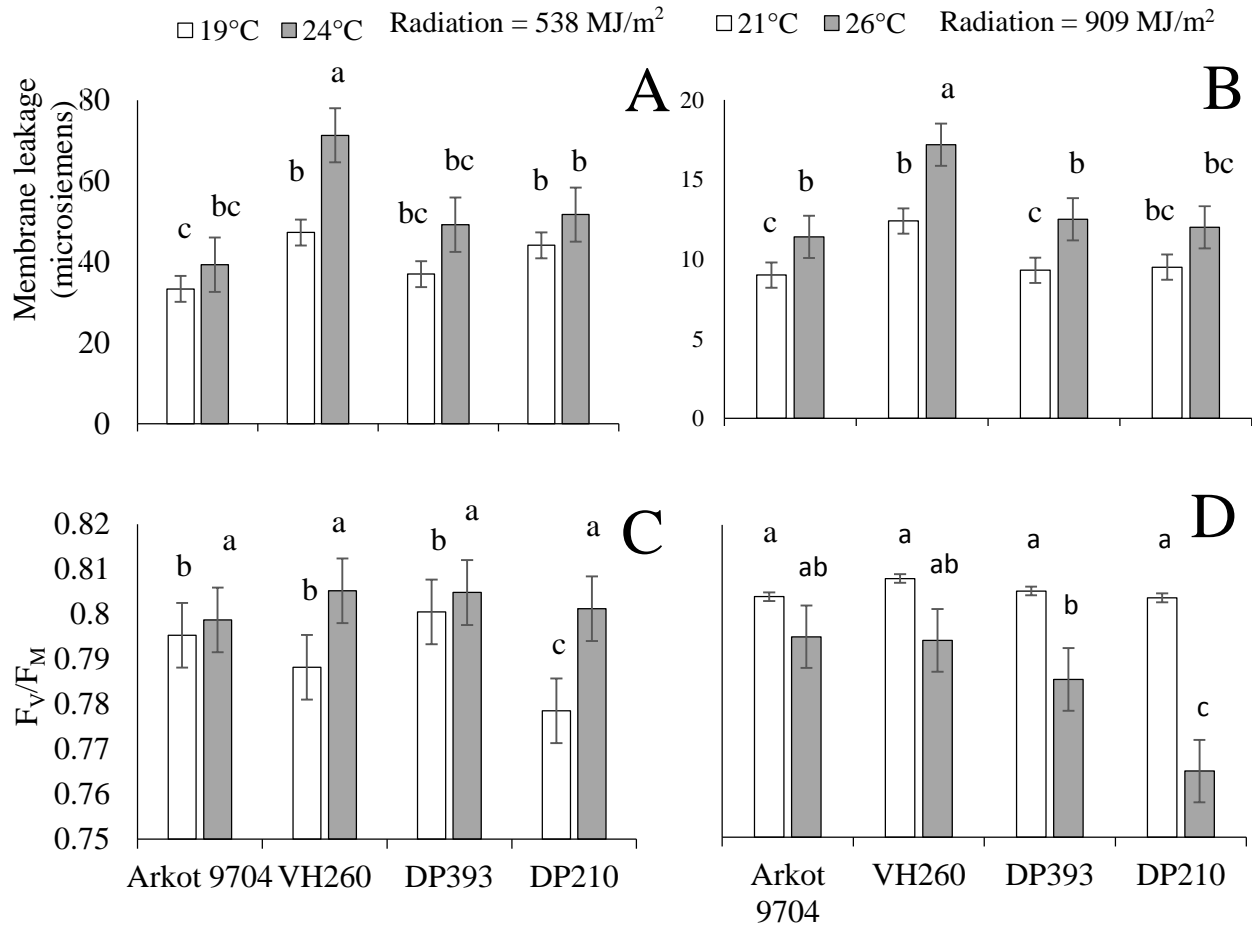 19°C 24°C Radiation = 538 MJ/m²
21°C 26°C Radiation = 909 MJ/m²
Membrane leakage
(microsiemens)
A
80
60
40
20
0
c
bc
b
a
bc
bc
b
b
B
20
15
10
5
0
c
b
b
a
c
b
bc
bc
C
F_V/F_M
0.82
0.81
0.8
0.79
0.78
0.77
0.76
0.75
b
a
b
a
b
a
c
a
Arkot 9704 VH260 DP393 DP210
D
a
ab
a
ab
a
b
a
c
Arkot VH260 DP393 DP210
9704